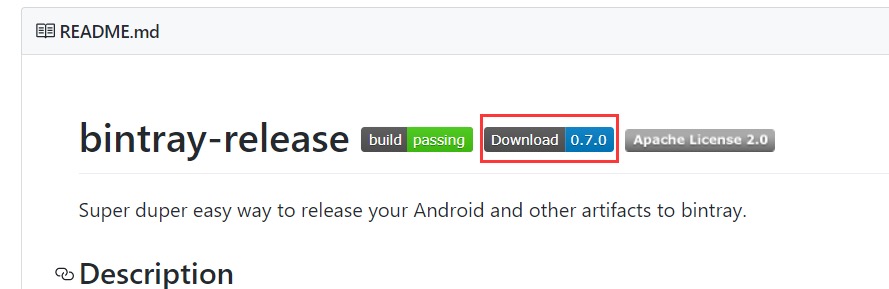 README.md
bintray-release build passing Download 0.7.0 Apache License 2.0
Super duper easy way to release your Android and other artifacts to bintray.
Description